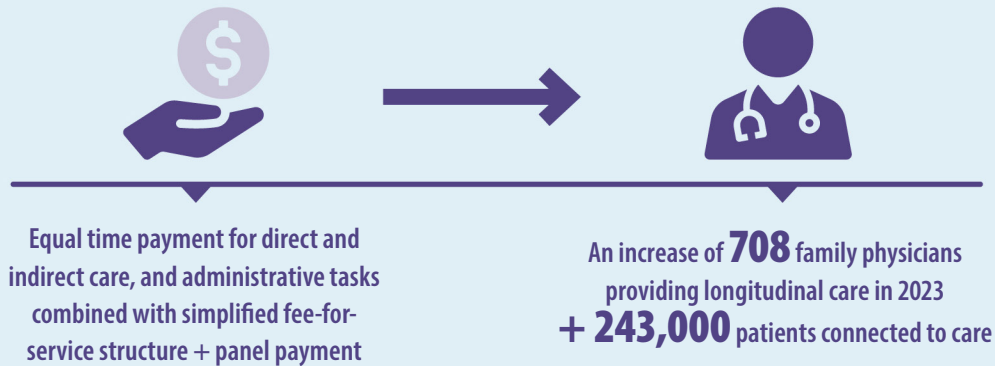 $
Equal time payment for direct and
indirect care, and administrative tasks
combined with simplified fee-for-
service structure + panel payment
An increase of 708 family physicians
providing longitudinal care in 2023
+ 243,000 patients connected to care